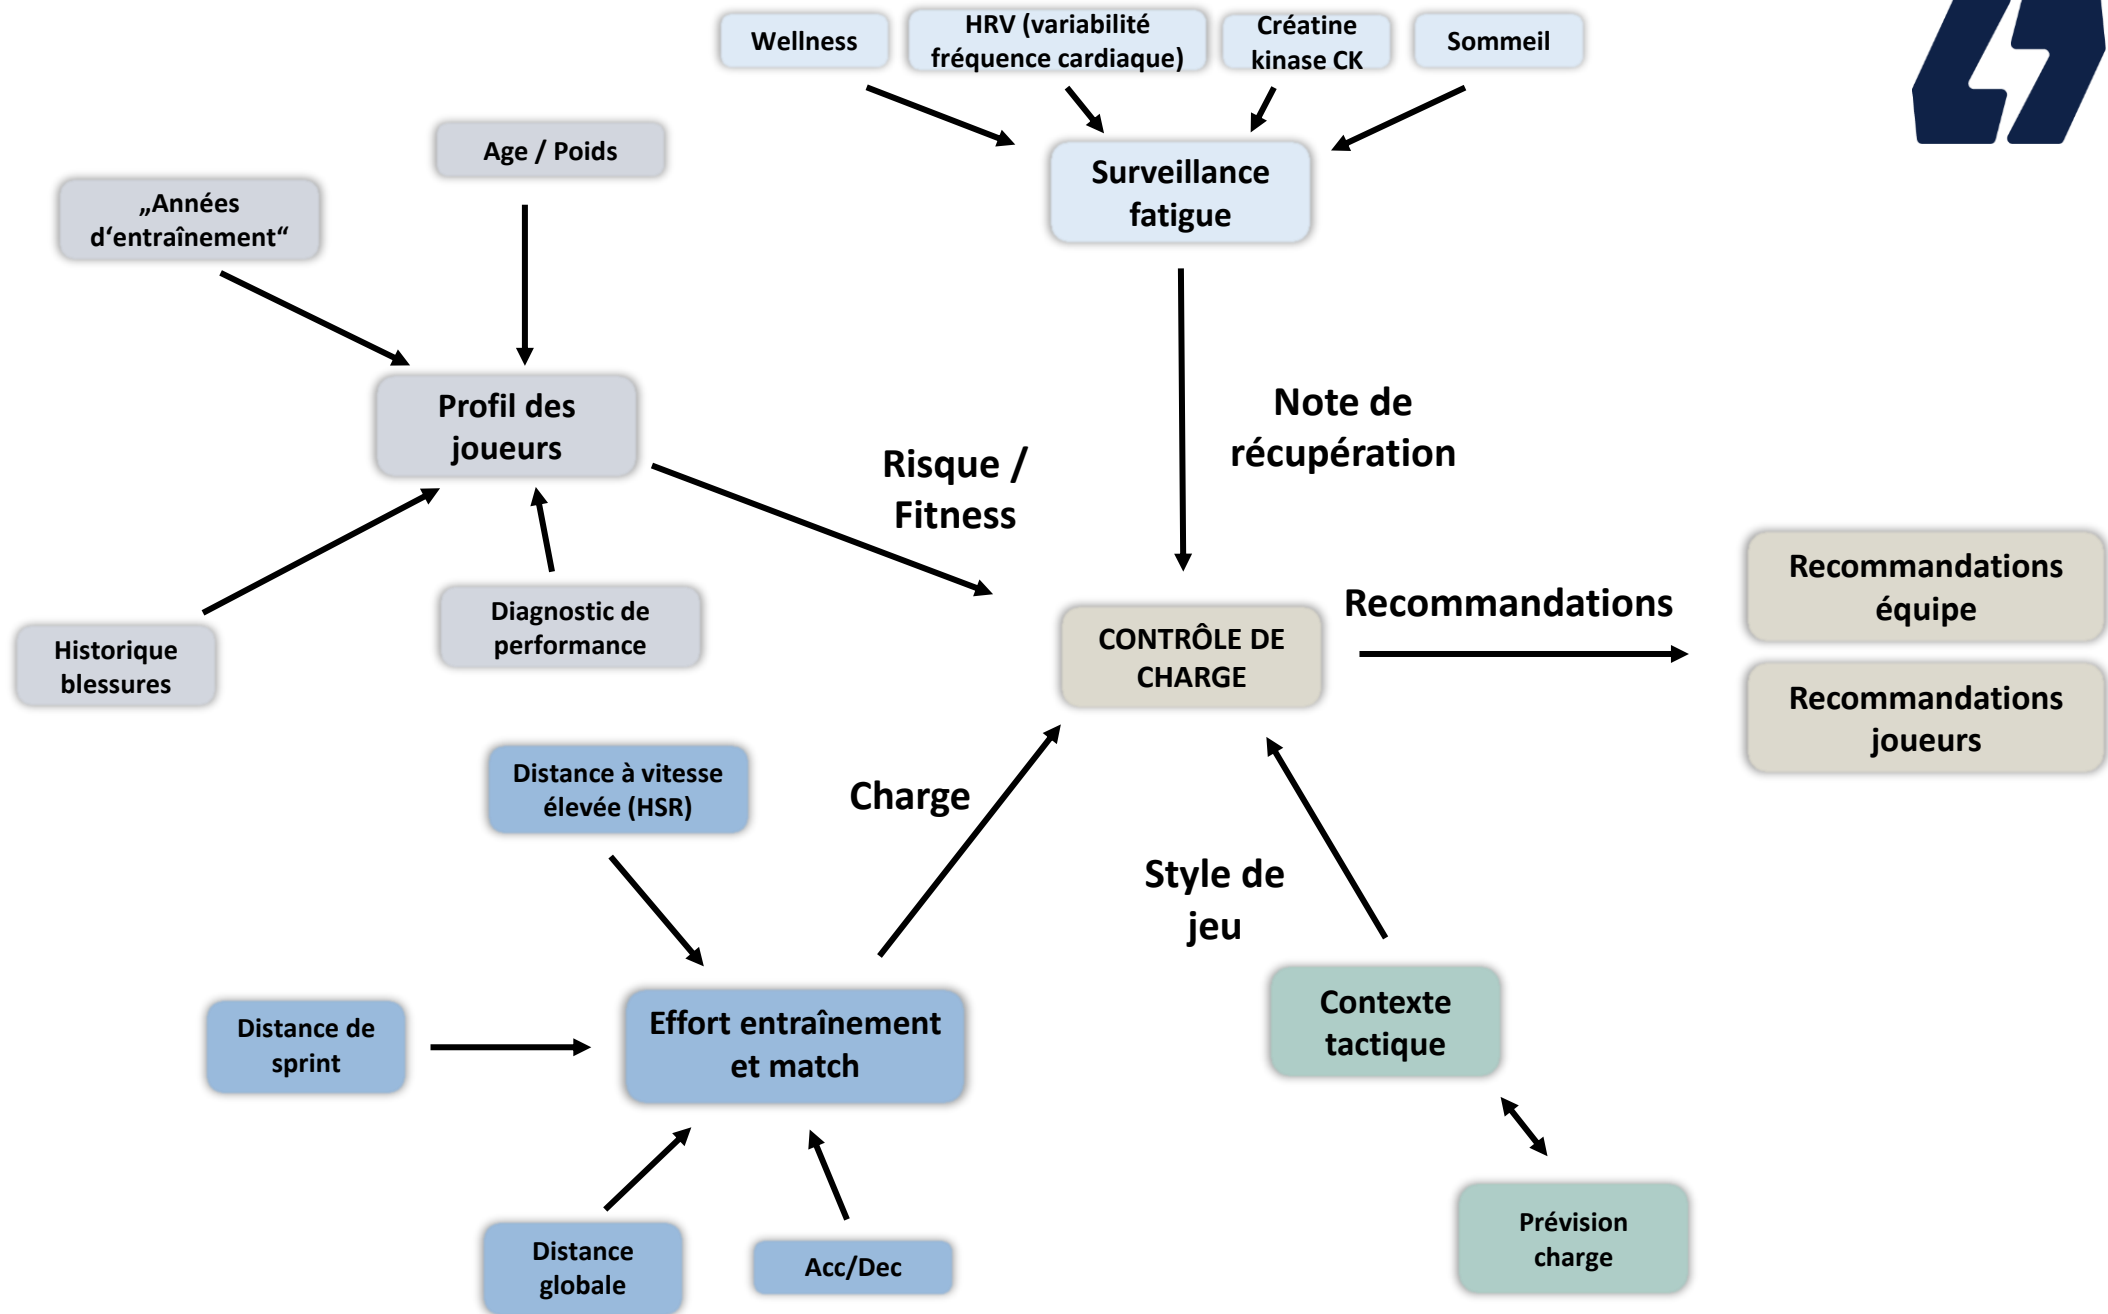 Wellness
HRV (variabilité
fréquence cardiaque)
Créatine
kinase CK
Sommeil
Age / Poids
„Années
d‘entraînement“
Surveillance
fatigue
Profil des
joueurs
Note de
récupération
Risque /
Fitness
Historique
blessures
Diagnostic de
performance
CONTRÔLE DE
CHARGE
Recommandations
Recommandations
équipe
Recommandations
joueurs
Distance à vitesse
élevée (HSR)
Charge
Style de
jeu
Distance de
sprint
Effort entraînement
et match
Contexte
tactique
Distance
globale
Acc/Dec
Prévision
charge